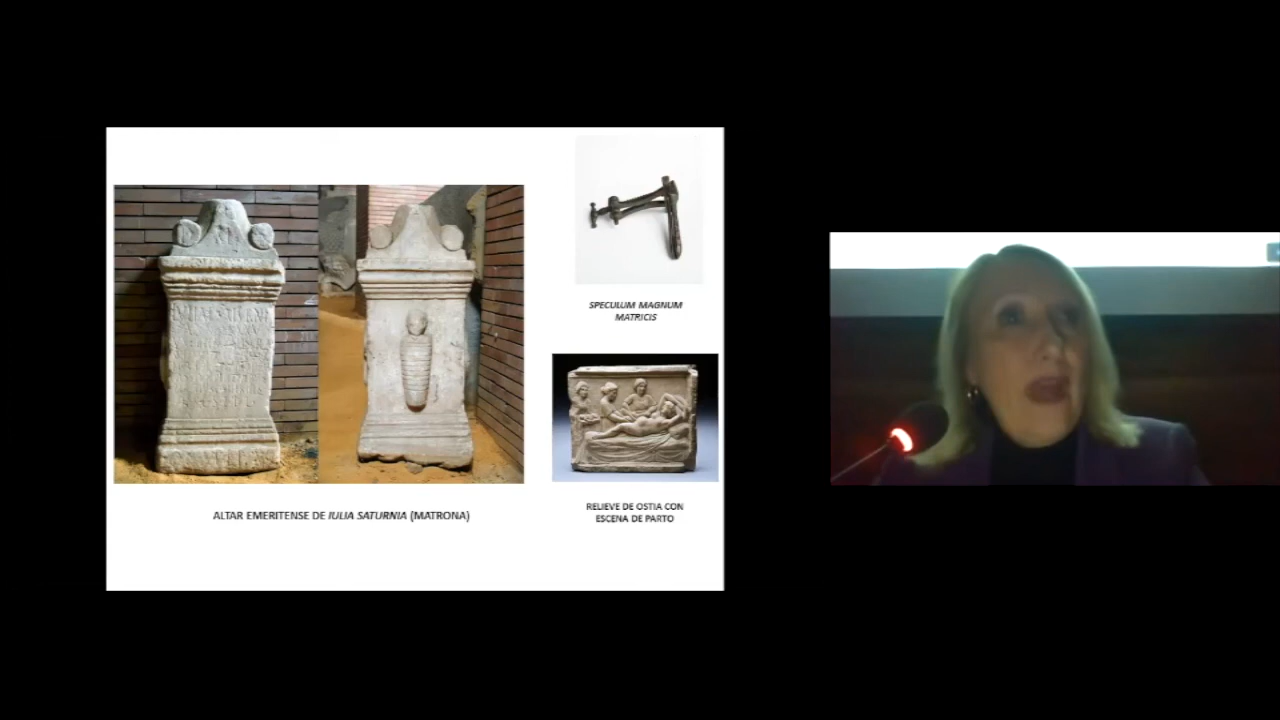 SPECULUM MAGNUM
MATRICIS
ALTAR EMERITENSE DE IULIA SATURNIA (MATRONA)
RELIEVE DE OSTIA CON
ESCENA DE PARTO